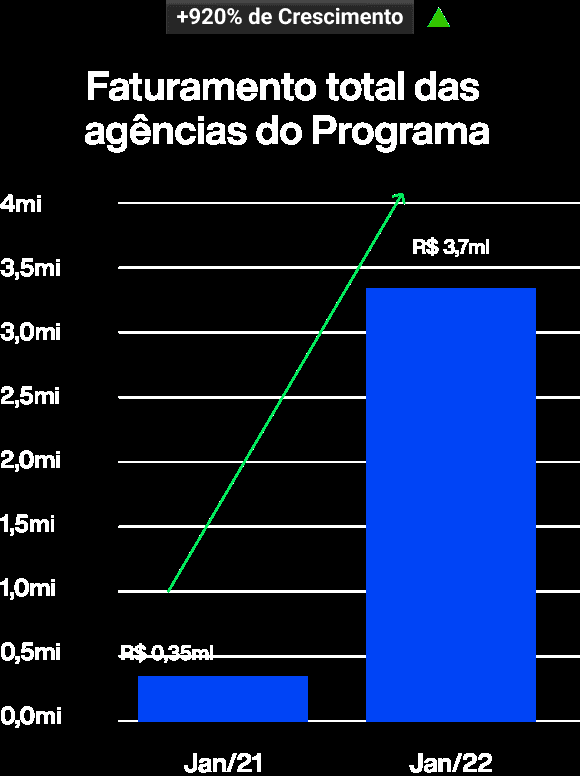 +920% de Crescimento
Faturamento total das
agências do Programa
4mi
R$ 3,7mI
3,5mi
3,0mi
2,5mi
2,0mi
1,5mi
1,0mi
R$ 0,35mI
0,5mi
0,0mi
Jan/21 Jan/22